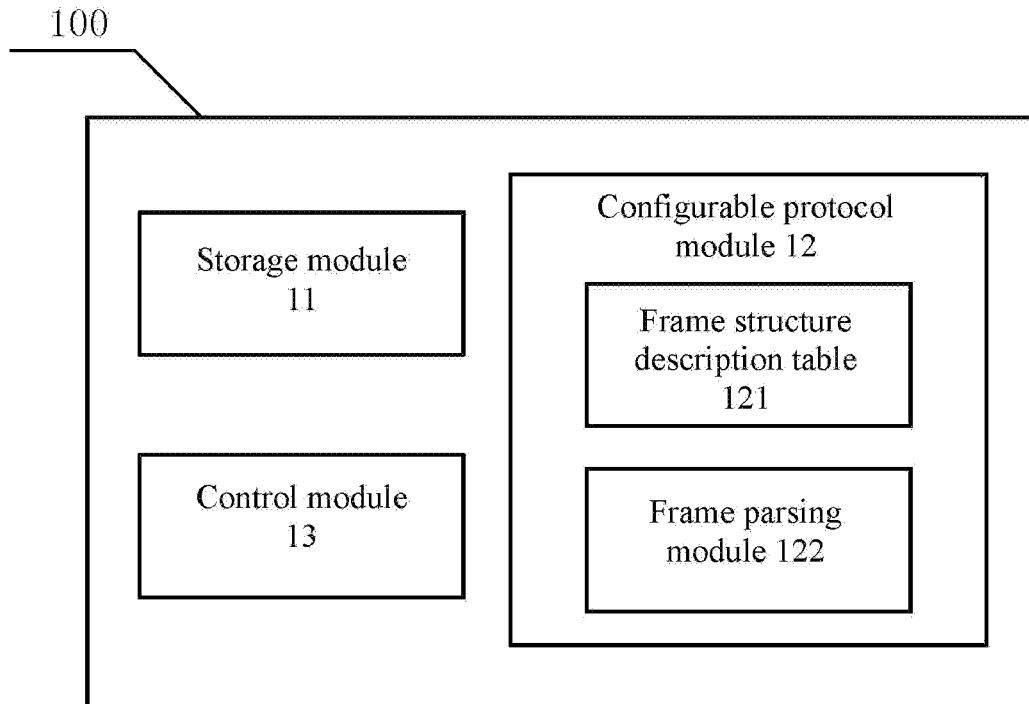 100
Storage module
11
Control module
13
Configurable protocol
module 12
Frame structure
description table
121
Frame parsing
module 122